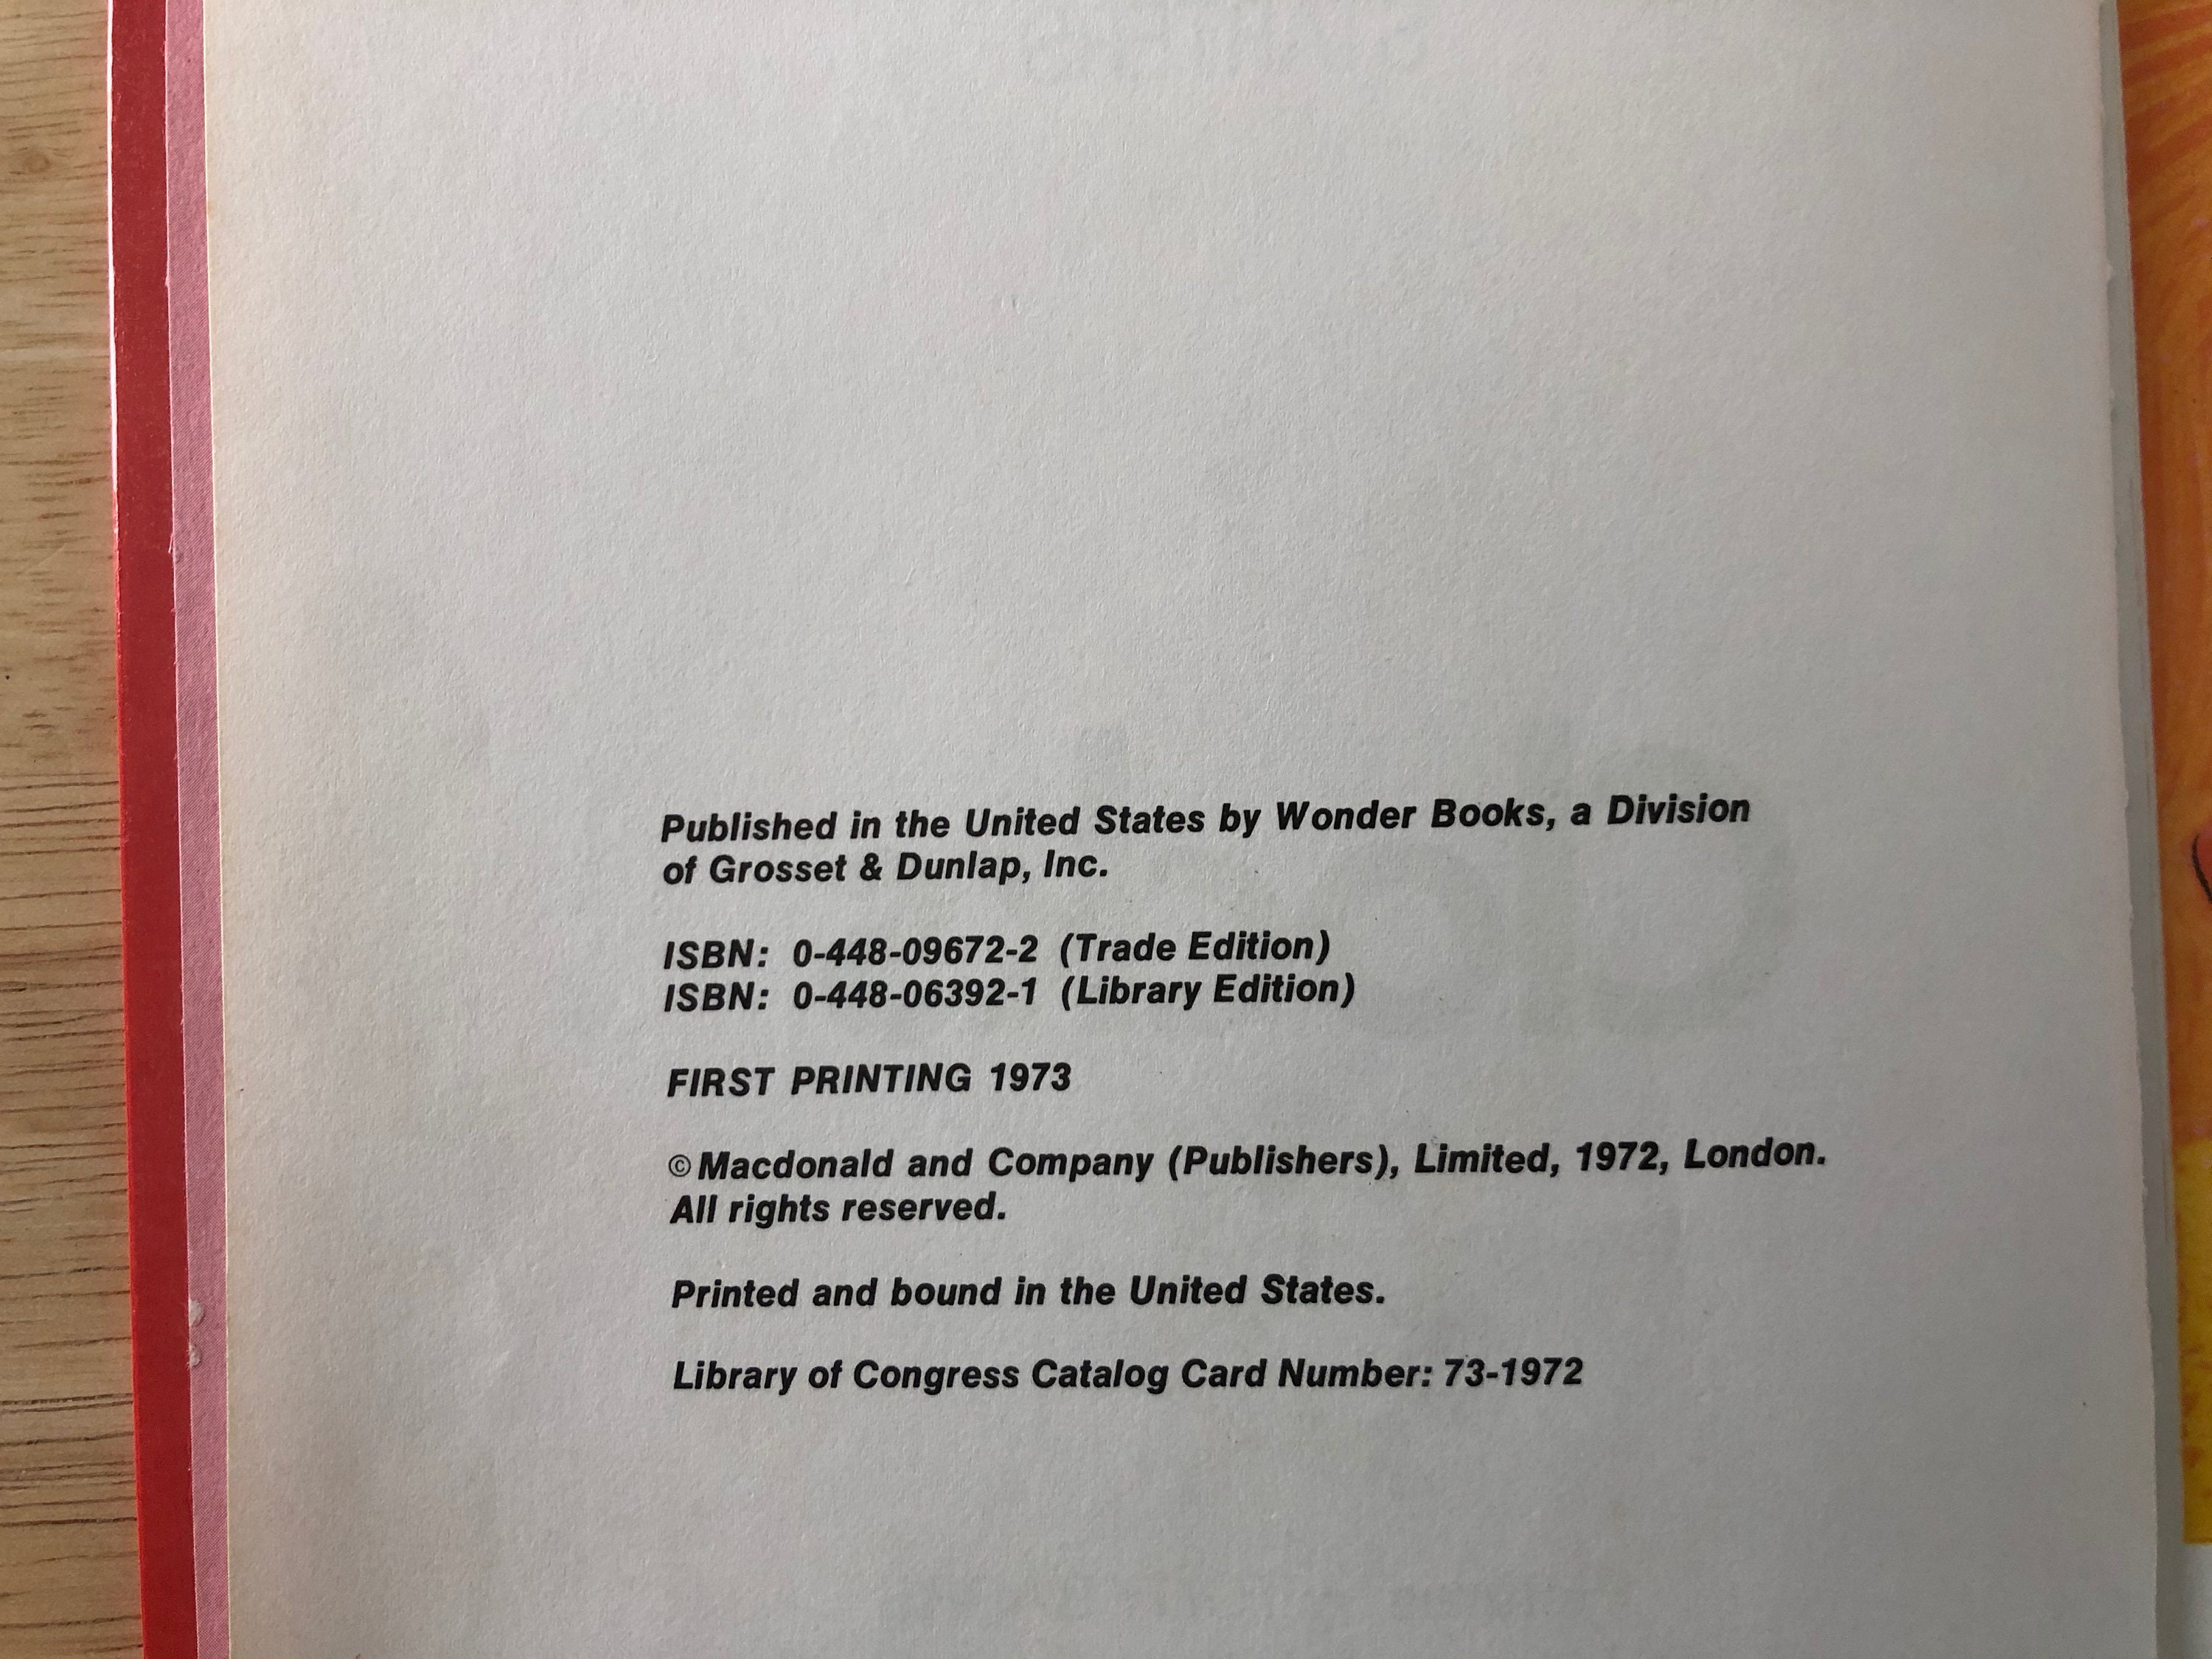 Published in the United States by Wonder Books, a Division
of Grosset & Dunlap, Inc.
ISBN: 0-448-09672-2 (Trade Edition)
ISBN: 0-448-06392-1 (Library Edition)
FIRST PRINTING 1973
©Macdonald and Company (Publishers), Limited, 1972, London.
All rights reserved.
Printed and bound in the United States.
Library of Congress Catalog Card Number: 73-1972